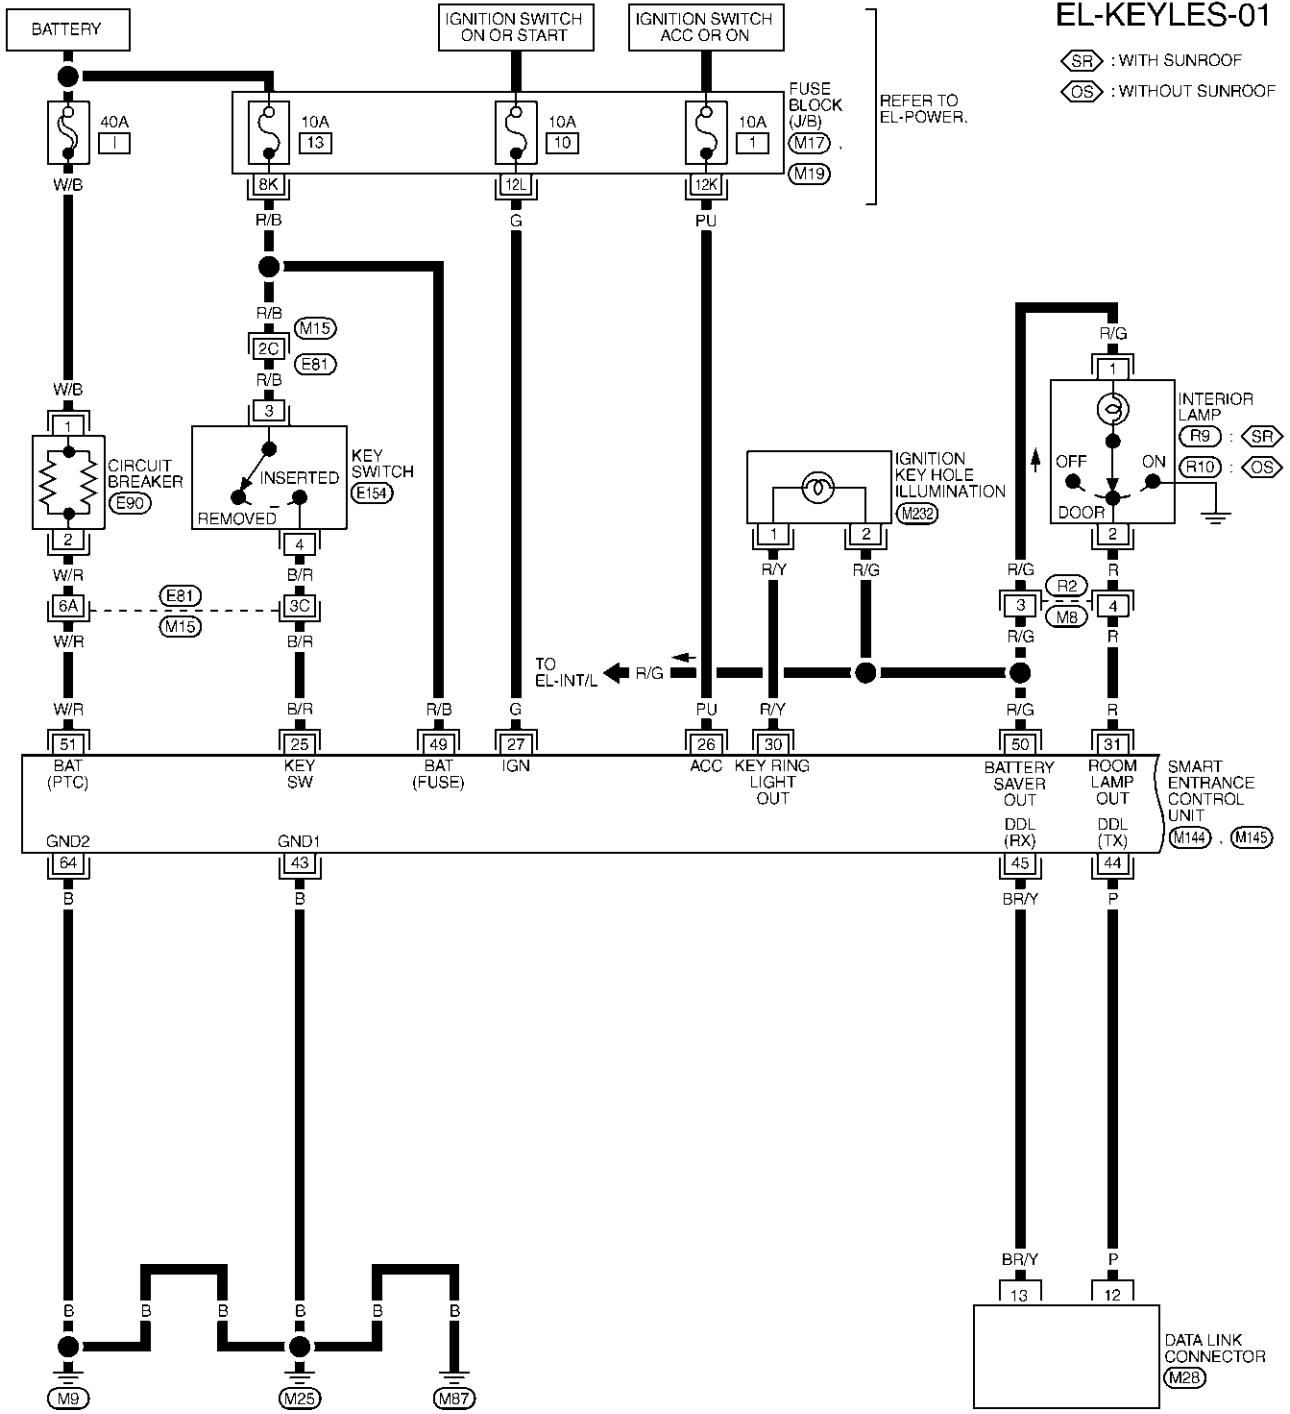 EL-KEYLES-01
BATTERY
IGNITION SWITCH
ON OR START
IGNITION SWITCH
ACC OR ON
SR : WITH SUNROOF
OS : WITHOUT SUNROOF
40A
I
10A
13
10A
10
10A
1
FUSE
BLOCK
(J/B)
M17 ,
M19
REFER TO
EL-POWER.
W/B
8K
12L
12K
R/B
G
PU
R/B
M15
2C
E81
R/B
W/B
R/G
1
3
1
CIRCUIT
BREAKER
E90
2
INSERTED
REMOVED
KEY
SWITCH
E154
4
IGNITION
KEY HOLE
ILLUMINATION
M232
1
2
INTERIOR
LAMP
R9 : SR
R10 : OS
OFF
ON
DOOR
2
W/R
B/R
R/Y
R/G
R/G
R
6A
E81
M15
3C
3
R2
M8
4
W/R
B/R
R/G
R
TO
EL-INT/L
R/G
W/R
B/R
R/B
G
PU
R/Y
R/G
R
51
25
49
27
26
30
50
31
BAT
(PTC)
KEY
SW
BAT
(FUSE)
IGN
ACC
KEY RING
LIGHT
OUT
BATTERY
SAVER
OUT
ROOM
LAMP
OUT
SMART
ENTRANCE
CONTROL
UNIT
M144 , M145
GND2
GND1
DDL
(RX)
DDL
(TX)
64
43
45
44
B
B
BR/Y
P
BR/Y
P
13
12
B
B
B
B
B
B
DATA LINK
CONNECTOR
M28
M9
M25
M87